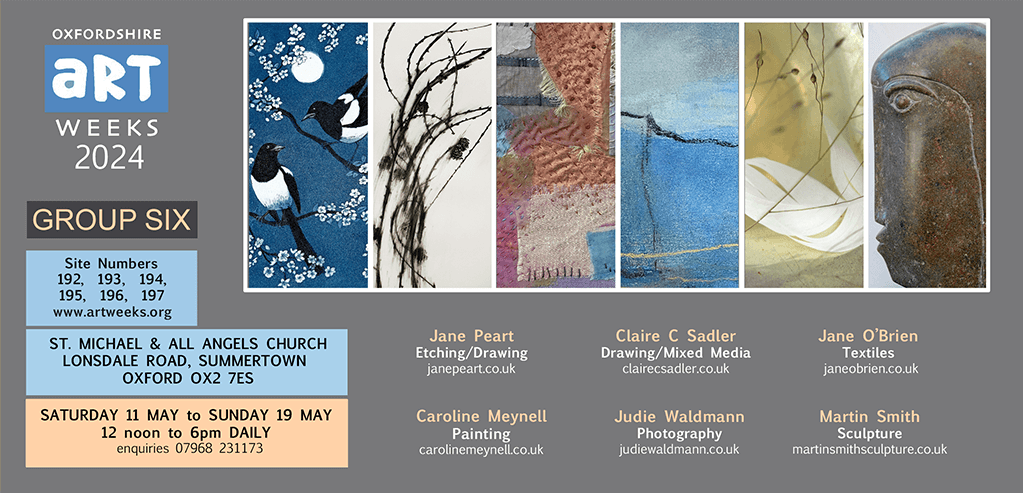 OXFORDSHIRE
aRT
WEEKS
2024
GROUP SIX
Site Numbers
192, 193, 194,
195, 196, 197
www.artweeks.org
ST. MICHAEL & ALL ANGELS CHURCH
LONSDALE ROAD, SUMMERTOWN
OXFORD OX2 7ES
SATURDAY 11 MAY to SUNDAY 19 MAY
12 noon to 6pm DAILY
enquiries 07968 231173
Jane Peart
Etching/Drawing
janepeart.co.uk
Claire C Sadler
Drawing/Mixed Media
clairecsadler.co.uk
Jane O'Brien
Textiles
janeobrien.co.uk
Caroline Meynell
Painting
carolinemeynell.co.uk
Judie Waldmann
Photography
judiewaldmann.co.uk
Martin Smith
Sculpture
martinsmithsculpture.co.uk